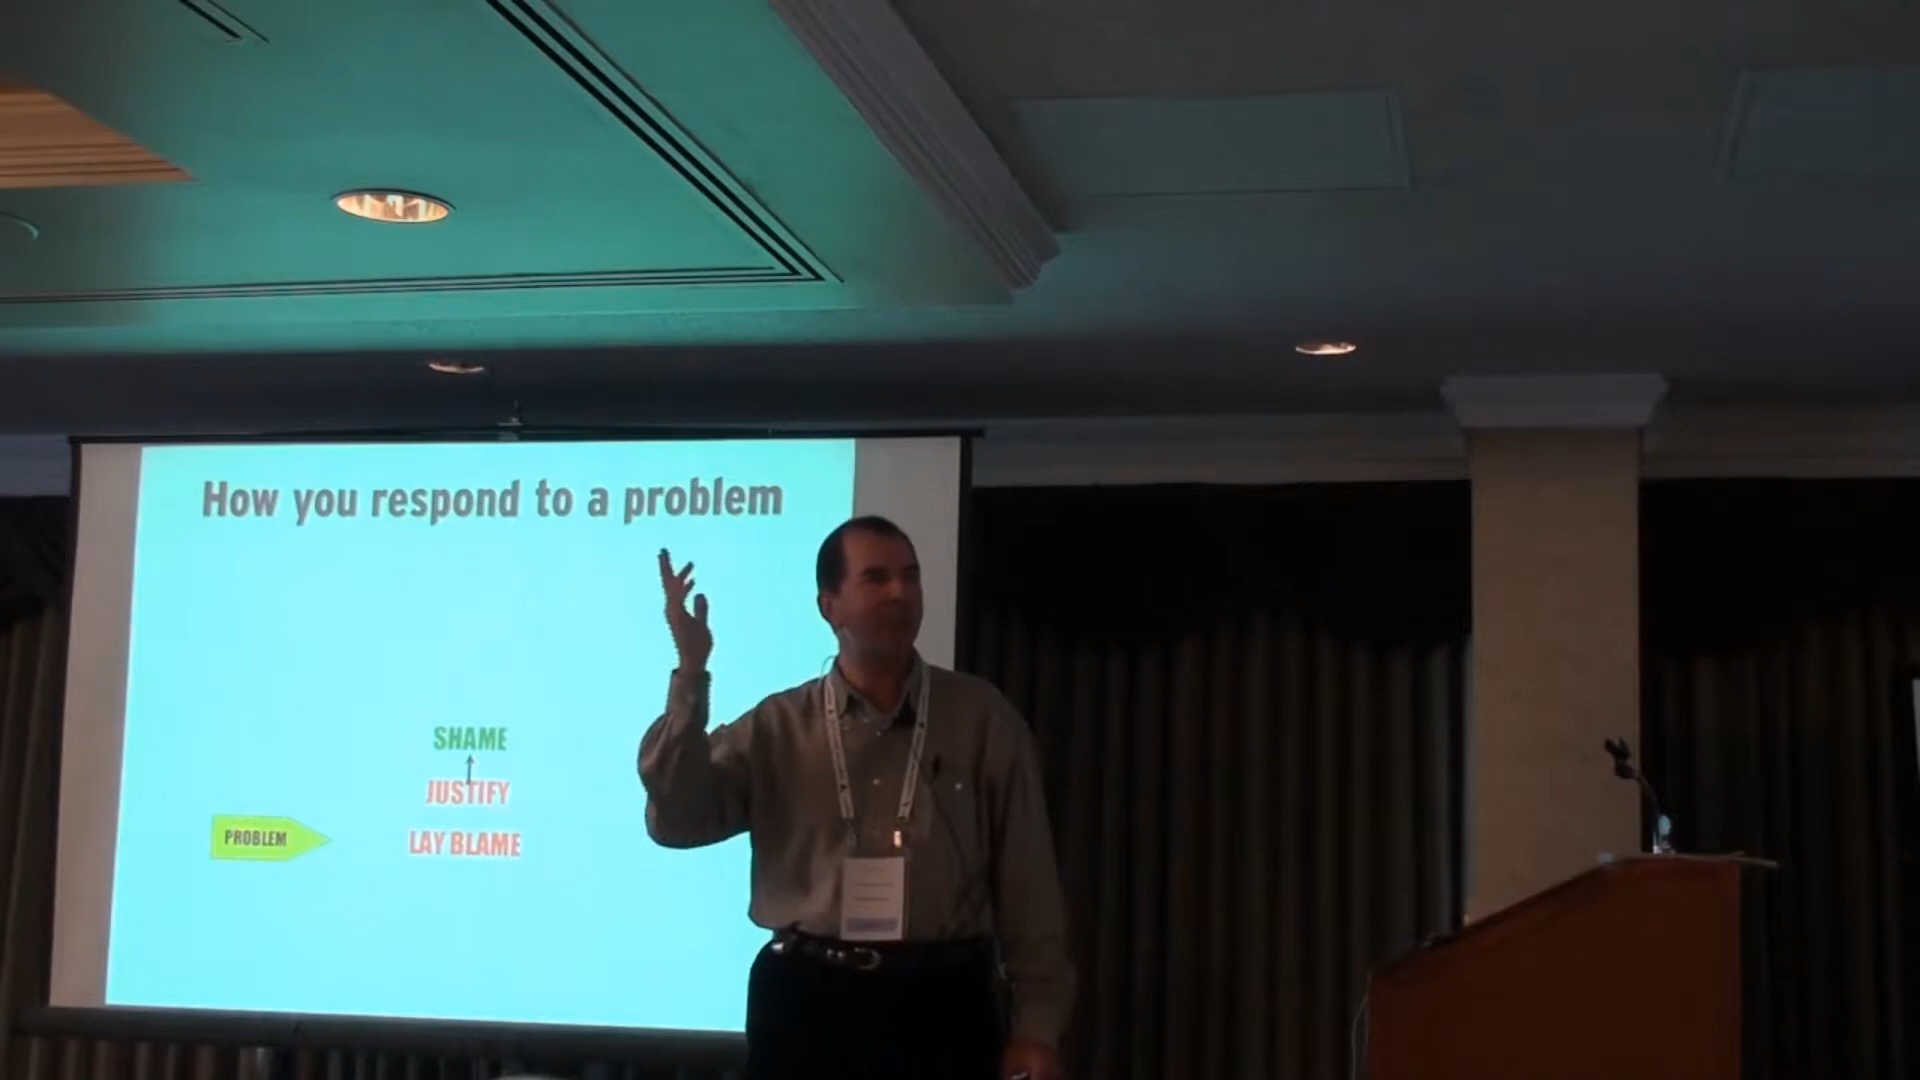 How you respond to a problem
SHAME
JUSTIFY
PROBLEM
LAY BLAME